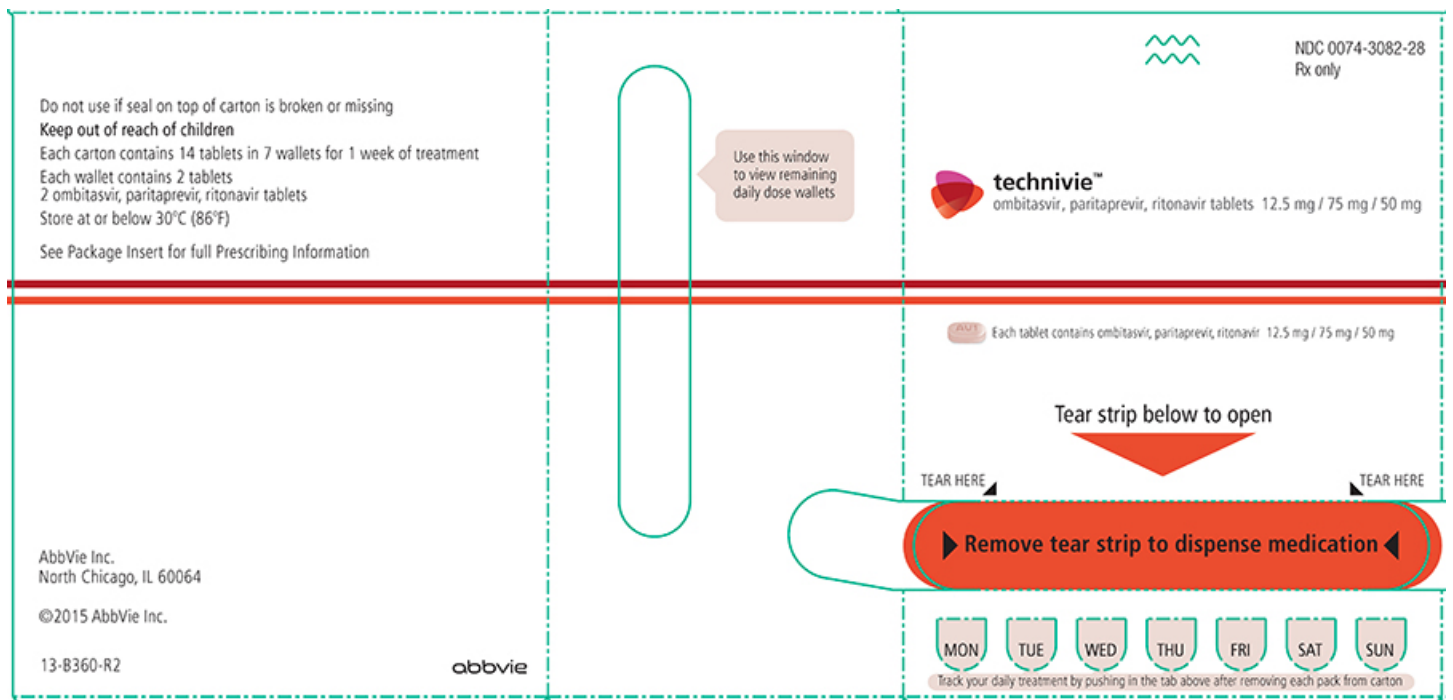 Do not use if seal on top of carton is broken or missing
Keep out of reach of children
Each carton contains 14 tablets in 7 wallets for 1 week of treatment
Each wallet contains 2 tablets
2 ombitasvir, paritaprevir, ritonavir tablets
Store at or below 30°C (86°F)
See Package Insert for full Prescribing Information
AbbVie Inc.
North Chicago, IL 60064
©2015 AbbVie Inc.
13-B360-R2
abbvie
Use this window
to view remaining
daily dose wallets
NDC 0074-3082-28
Rx only
technivie™
ombitasvir, paritaprevir, ritonavir tablets 12.5 mg / 75 mg / 50 mg
AV1
Each tablet contains ombitasvir, paritaprevir, ritonavir 12.5 mg / 75 mg / 50 mg
Tear strip below to open
TEAR HERE
TEAR HERE
Remove tear strip to dispense medication
MON TUE WED THU FRI SAT SUN
Track your daily treatment by pushing in the tab above after removing each pack from carton